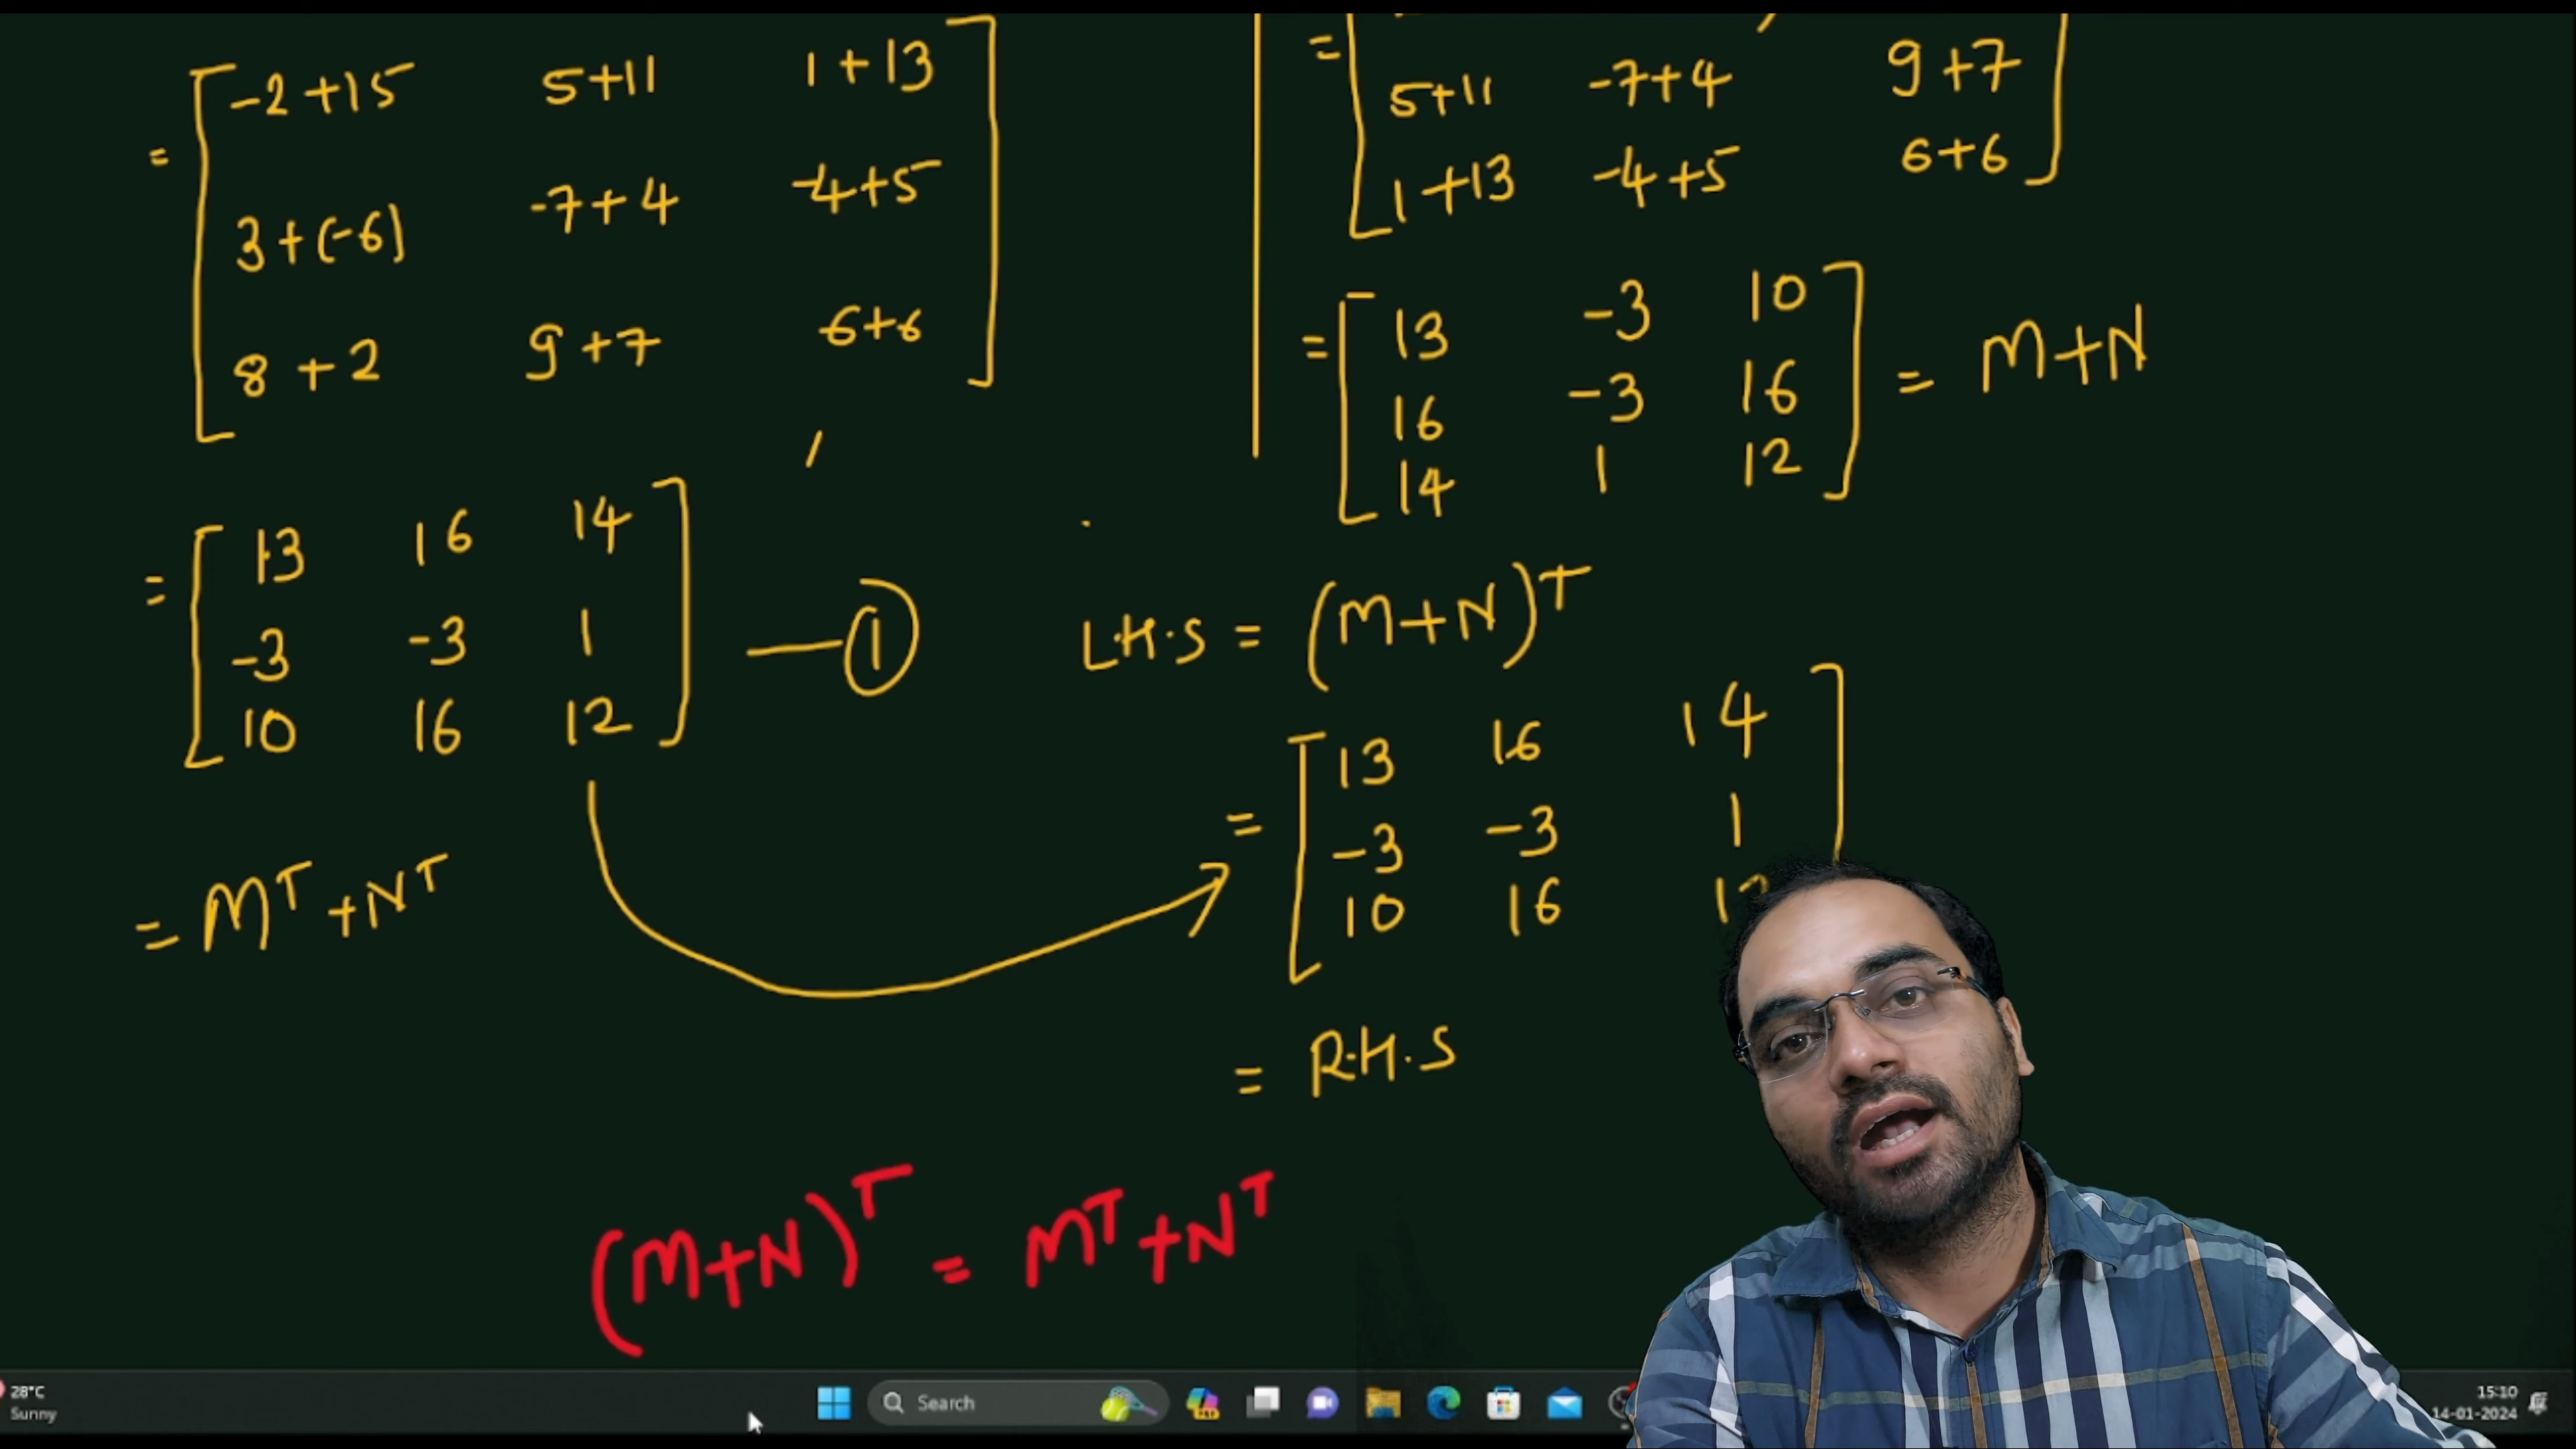 = [ -2+15 5+11 1+13
3+(-6) -7+4 -4+5
8+2 9+7 6+6 ]
= [ 13 16 14
-3 -3 1
10 16 12 ] — ①
= Mᵀ + Nᵀ
= [
5+11 -7+4 9+7
1+13 -4+5 6+6 ]
= [ 13 -3 10
16 -3 16
14 1 12 ] = M+N
L.H.S = (M+N)ᵀ
= [ 13 16 14
-3 -3 1
10 16
= R.H.S
(M+N)ᵀ = Mᵀ + Nᵀ
28°C
Sunny
Search
15:10
14-01-2024